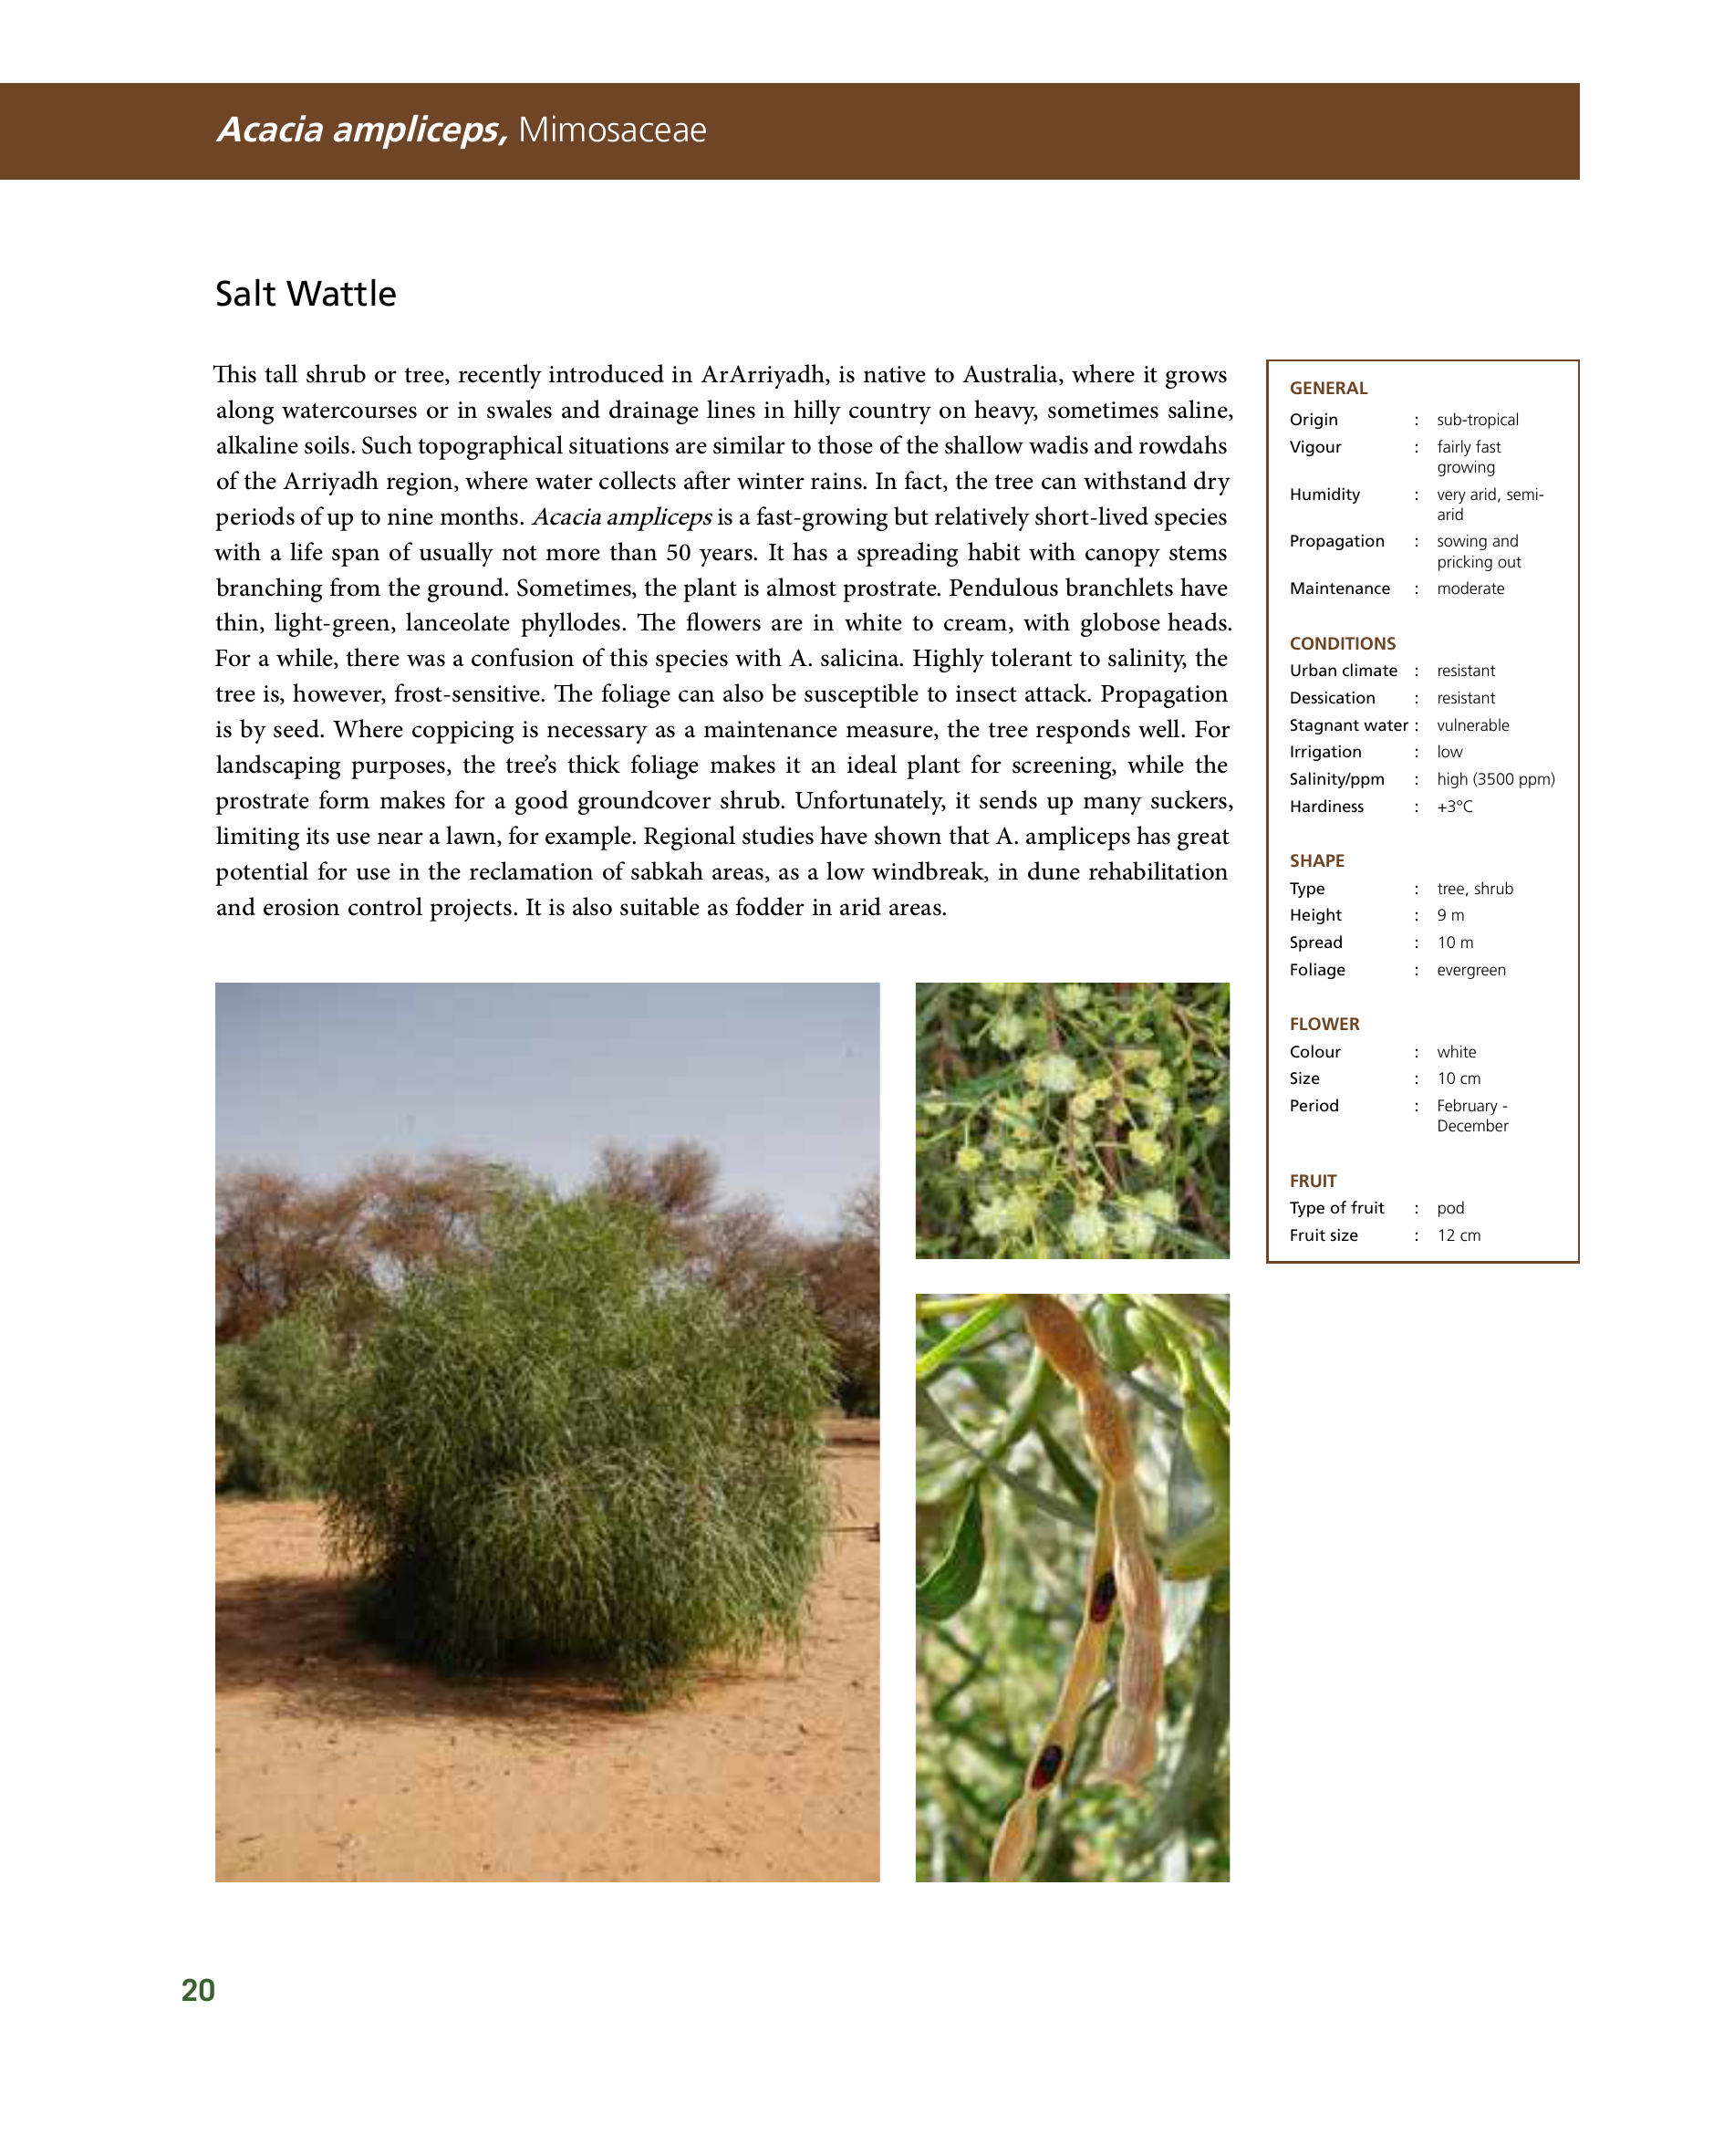 Acacia ampliceps, Mimosaceae
Salt Wattle
This tall shrub or tree, recently introduced in ArArriyadh, is native to Australia, where it grows
along watercourses or in swales and drainage lines in hilly country on heavy, sometimes saline,
alkaline soils. Such topographical situations are similar to those of the shallow wadis and rowdahs
of the Arriyadh region, where water collects after winter rains. In fact, the tree can withstand dry
periods of up to nine months. Acacia ampliceps is a fast-growing but relatively short-lived species
with a life span of usually not more than 50 years. It has a spreading habit with canopy stems
branching from the ground. Sometimes, the plant is almost prostrate. Pendulous branchlets have
thin, light-green, lanceolate phyllodes. The flowers are in white to cream, with globose heads.
For a while, there was a confusion of this species with A. salicina. Highly tolerant to salinity, the
tree is, however, frost-sensitive. The foliage can also be susceptible to insect attack. Propagation
is by seed. Where coppicing is necessary as a maintenance measure, the tree responds well. For
landscaping purposes, the tree's thick foliage makes it an ideal plant for screening, while the
prostrate form makes for a good groundcover shrub. Unfortunately, it sends up many suckers,
limiting its use near a lawn, for example. Regional studies have shown that A. ampliceps has great
potential for use in the reclamation of sabkah areas, as a low windbreak, in dune rehabilitation
and erosion control projects. It is also suitable as fodder in arid areas.
GENERAL
Origin : sub-tropical
Vigour : fairly fast
growing
Humidity : very arid, semi-
arid
Propagation : sowing and
pricking out
Maintenance : moderate
CONDITIONS
Urban climate : resistant
Dessication : resistant
Stagnant water : vulnerable
Irrigation : low
Salinity/ppm : high (3500 ppm)
Hardiness : +3°C
SHAPE
Type : tree, shrub
Height : 9 m
Spread : 10 m
Foliage : evergreen
FLOWER
Colour : white
Size : 10 cm
Period : February -
December
FRUIT
Type of fruit : pod
Fruit size : 12 cm
20